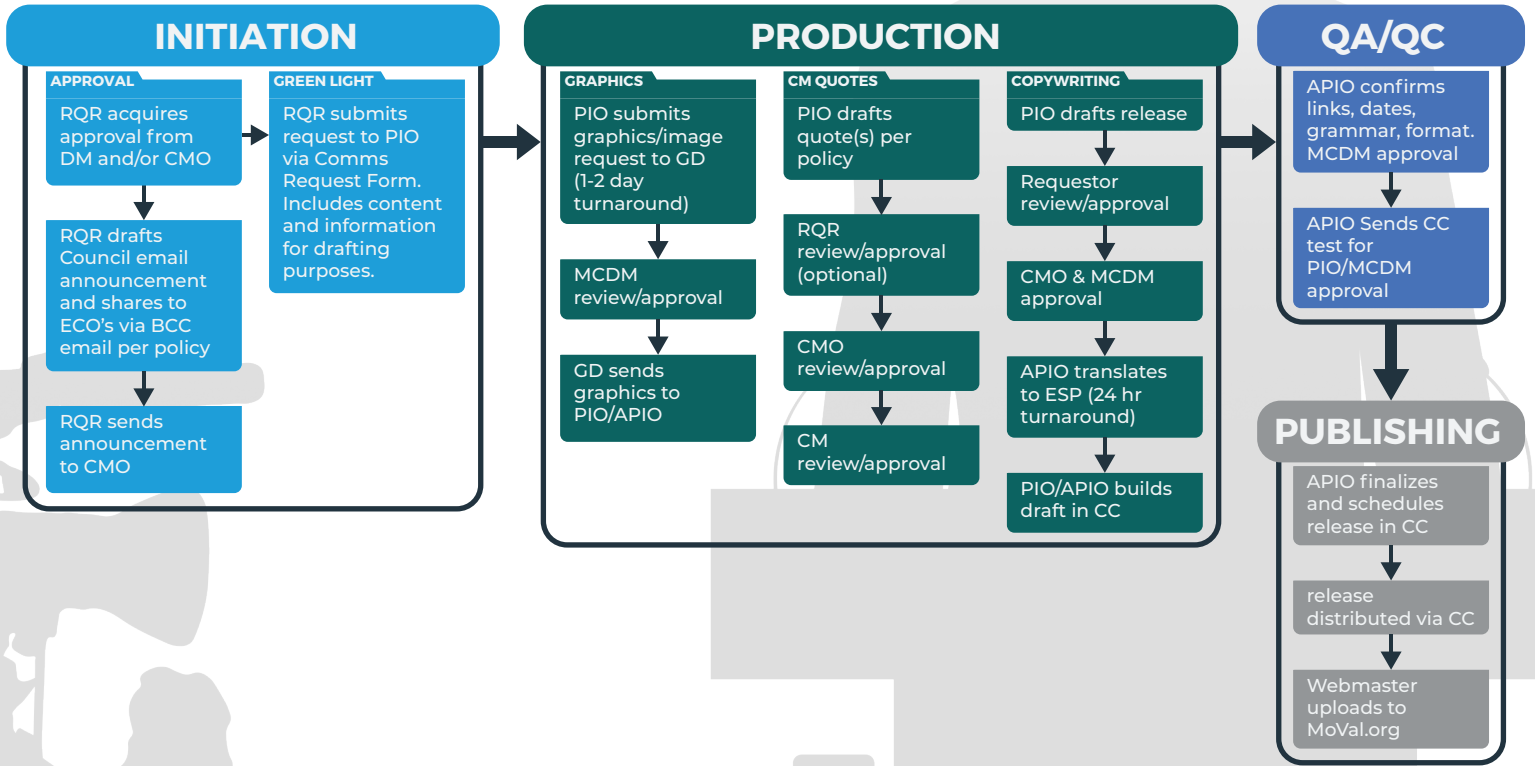 INITIATION
APPROVAL
RQR acquires
approval from
DM and/or CMO
RQR drafts
Council email
announcement
and shares to
ECO’s via BCC
email per policy
RQR sends
announcement
to CMO
GREEN LIGHT
RQR submits
request to PIO
via Comms
Request Form.
Includes content
and information
for drafting
purposes.
PRODUCTION
GRAPHICS
PIO submits
graphics/image
request to GD
(1-2 day
turnaround)
MCDM
review/approval
GD sends
graphics to
PIO/APIO
CM QUOTES
PIO drafts
quote(s) per
policy
RQR
review/approval
(optional)
CMO
review/approval
CM
review/approval
COPYWRITING
PIO drafts release
Requestor
review/approval
CMO & MCDM
approval
APIO translates
to ESP (24 hr
turnaround)
PIO/APIO builds
draft in CC
QA/QC
APIO confirms
links, dates,
grammar, format.
MCDM approval
APIO Sends CC
test for
PIO/MCDM
approval
PUBLISHING
APIO finalizes
and schedules
release in CC
release
distributed via CC
Webmaster
uploads to
MoVal.org